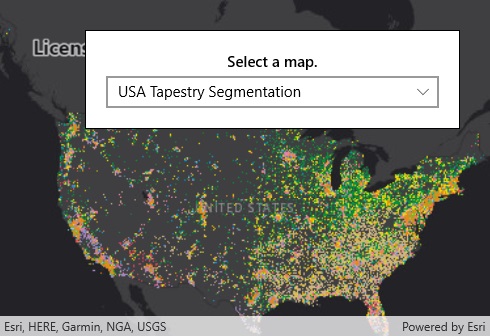 Licens
Select a map.
USA Tapestry Segmentation
UNITED STATES
Esri, HERE, Garmin, NGA, USGS
Powered by Esri